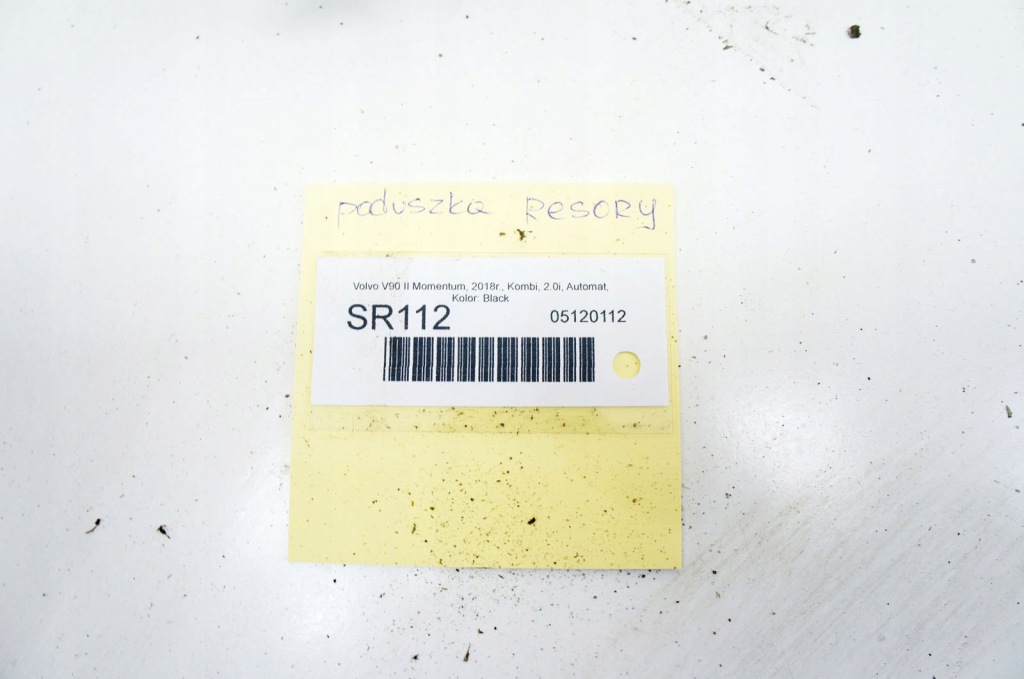 poduszka Resory
Volvo V90 II Momentum, 2018r., Kombi, 2.0i, Automat,
Kolor: Black
SR112 05120112